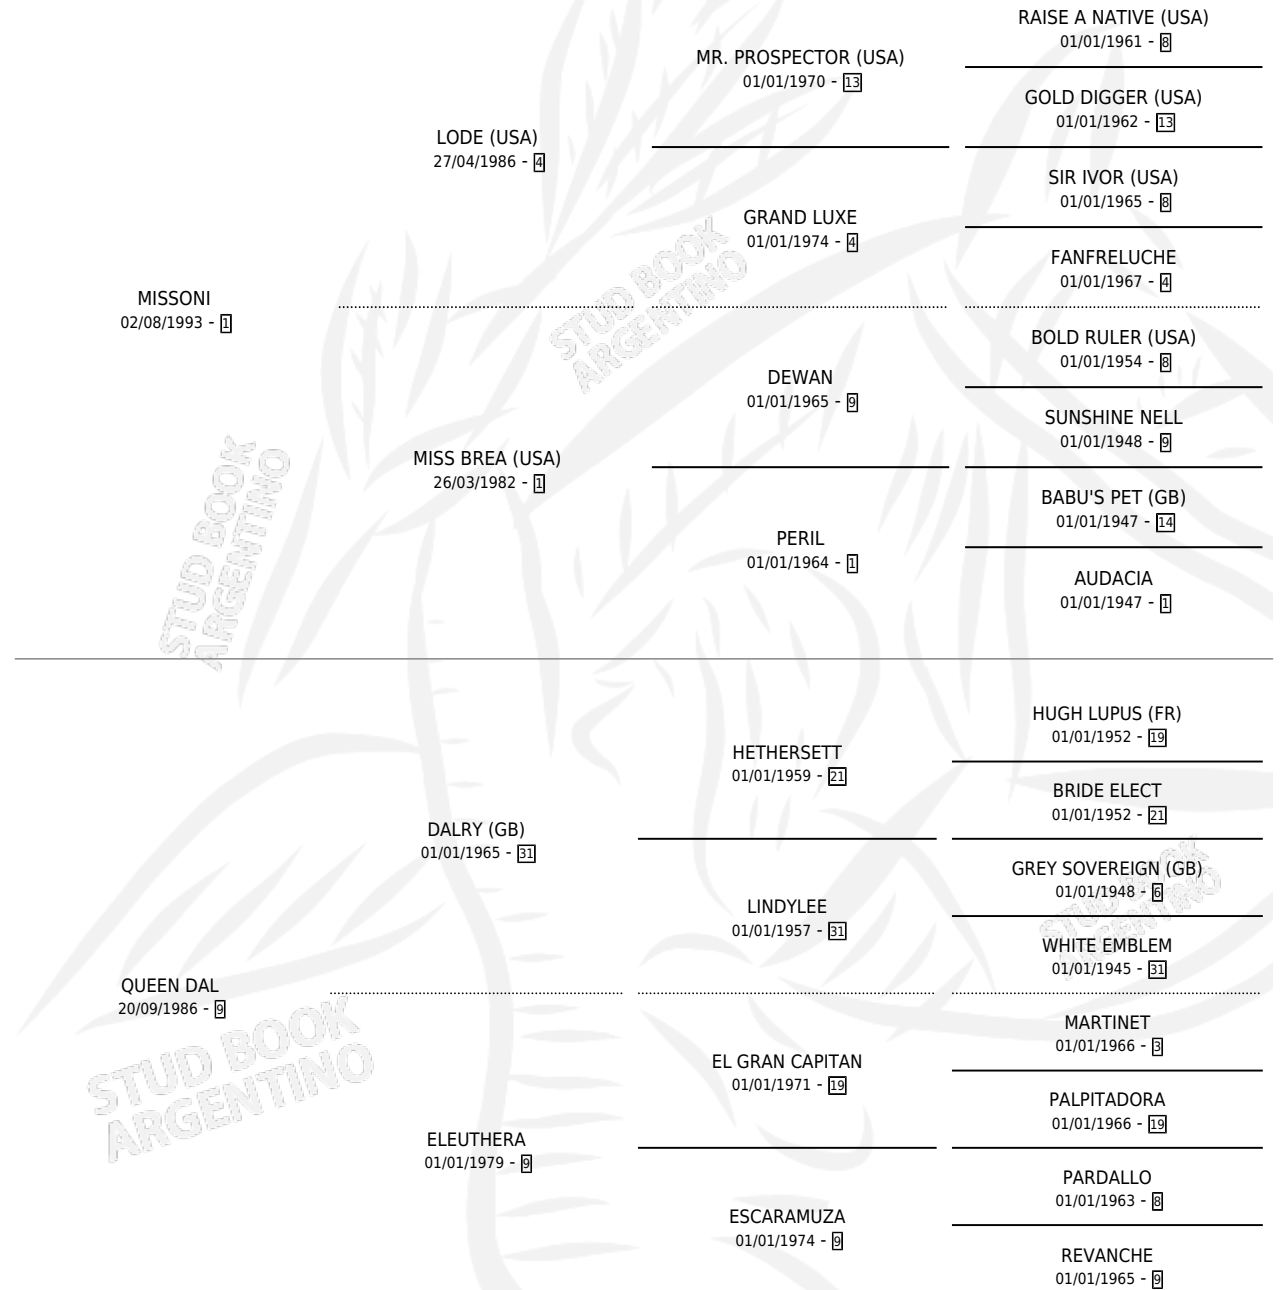 RAISE A NATIVE (USA)
01/01/1961 - 8
MR. PROSPECTOR (USA)
01/01/1970 - 13
GOLD DIGGER (USA)
01/01/1962 - 13
LODE (USA)
27/04/1986 - 4
SIR IVOR (USA)
01/01/1965 - 8
GRAND LUXE
01/01/1974 - 4
FANFRELUCHE
01/01/1967 - 4
MISSONI
02/08/1993 - 1
BOLD RULER (USA)
01/01/1954 - 8
DEWAN
01/01/1965 - 9
SUNSHINE NELL
01/01/1948 - 9
MISS BREA (USA)
26/03/1982 - 1
BABU'S PET (GB)
01/01/1947 - 14
PERIL
01/01/1964 - 1
AUDACIA
01/01/1947 - 1
HUGH LUPUS (FR)
01/01/1952 - 19
HETHERSETT
01/01/1959 - 21
BRIDE ELECT
01/01/1952 - 21
DALRY (GB)
01/01/1965 - 31
GREY SOVEREIGN (GB)
01/01/1948 - 6
LINDYLEE
01/01/1957 - 31
WHITE EMBLEM
01/01/1945 - 31
QUEEN DAL
20/09/1986 - 9
MARTINET
01/01/1966 - 3
EL GRAN CAPITAN
01/01/1971 - 19
PALPITADORA
01/01/1966 - 19
ELEUTHERA
01/01/1979 - 9
PARDALLO
01/01/1963 - 8
ESCARAMUZA
01/01/1974 - 9
REVANCHE
01/01/1965 - 9
STUD BOOK
ARGENTINO
STUD BOOK
ARGENTINO
STUD BOOK
ARGENTINO
STUD BOOK
ARGENTINO